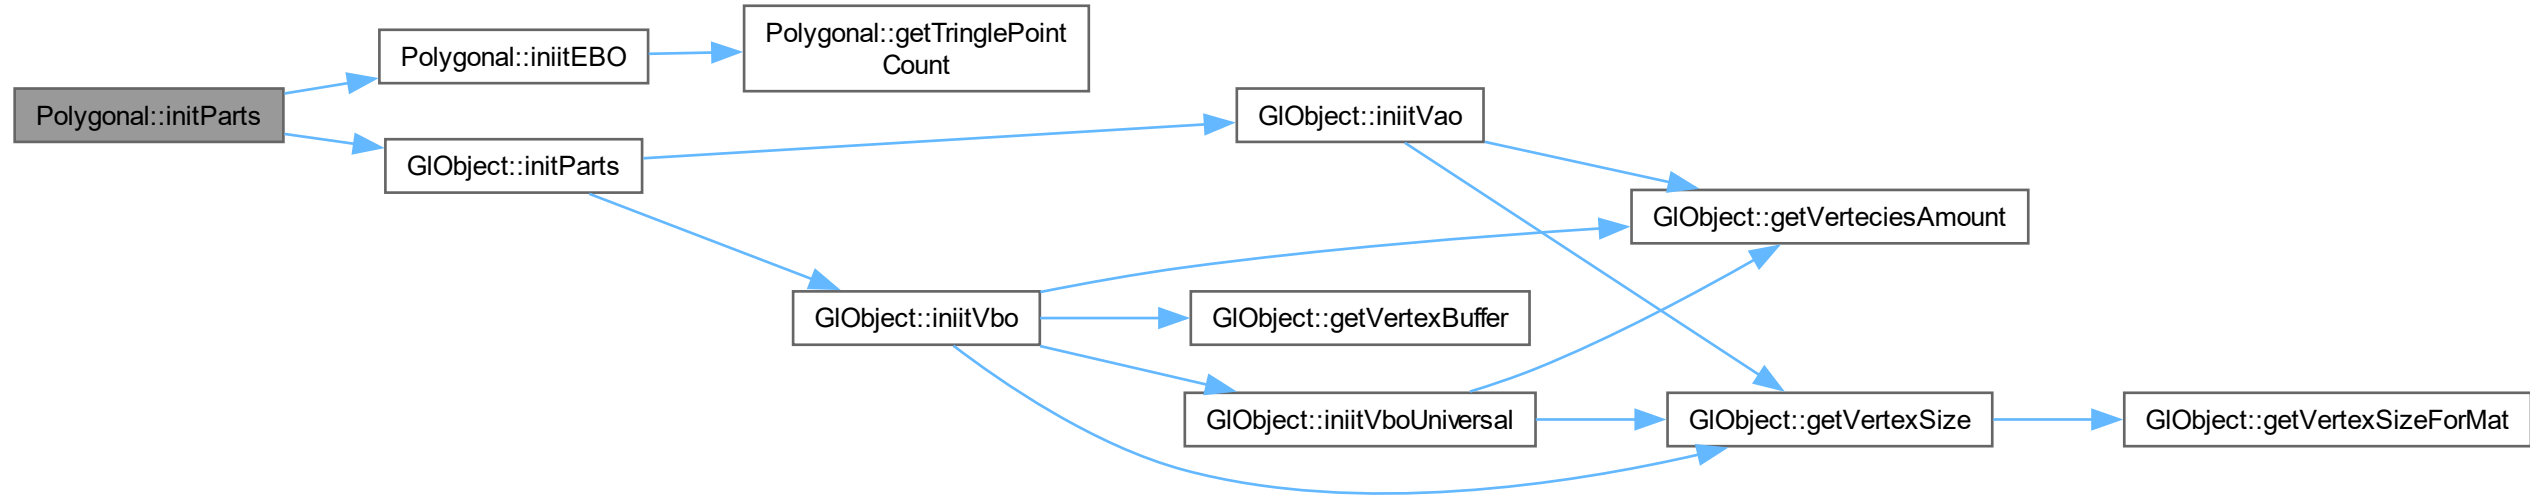 Polygonal::initParts
Polygonal::iniitEBO
Polygonal::getTringlePoint
Count
GlObject::initParts
GlObject::iniitVao
GlObject::getVerteciesAmount
GlObject::iniitVbo
GlObject::getVertexBuffer
GlObject::iniitVboUniversal
GlObject::getVertexSize
GlObject::getVertexSizeForMat